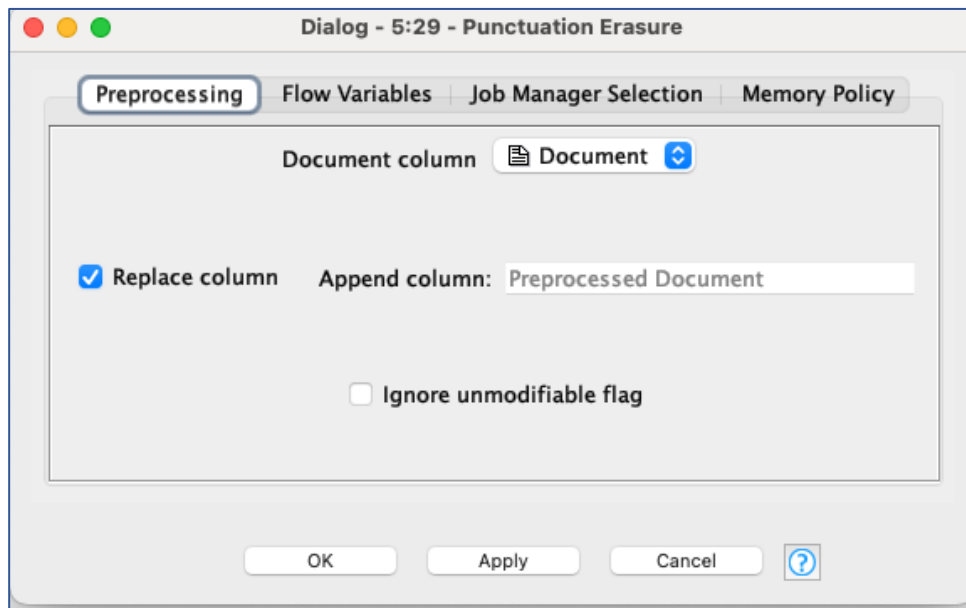 Dialog - 5:29 - Punctuation Erasure
Preprocessing Flow Variables Job Manager Selection Memory Policy
Document column Document
Replace column Append column: Preprocessed Document
Ignore unmodifiable flag
OK Apply Cancel ?